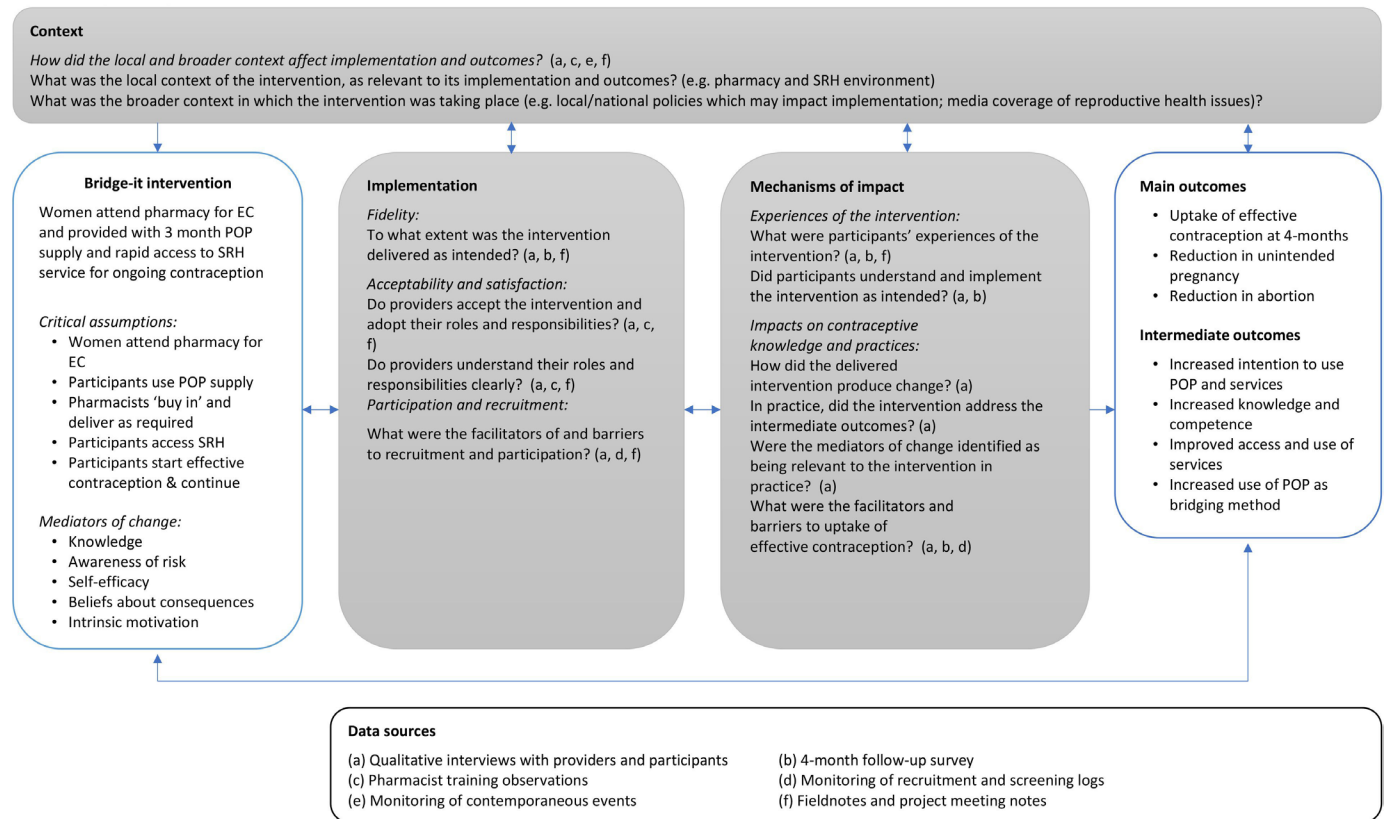 Context
How did the local and broader context affect implementation and outcomes? (a, c, e, f)
What was the local context of the intervention, as relevant to its implementation and outcomes? (e.g. pharmacy and SRH environment)
What was the broader context in which the intervention was taking place (e.g. local/national policies which may impact implementation; media coverage of reproductive health issues)?
Bridge-it intervention
Women attend pharmacy for EC
and provided with 3 month POP
supply and rapid access to SRH
service for ongoing contraception
Critical assumptions:
• Women attend pharmacy for
EC
• Participants use POP supply
• Pharmacists ‘buy in’ and
deliver as required
• Participants access SRH
• Participants start effective
contraception & continue
Mediators of change:
• Knowledge
• Awareness of risk
• Self-efficacy
• Beliefs about consequences
• Intrinsic motivation
Implementation
Fidelity:
To what extent was the intervention
delivered as intended? (a, b, f)
Acceptability and satisfaction:
Do providers accept the intervention and
adopt their roles and responsibilities? (a, c,
f)
Do providers understand their roles and
responsibilities clearly? (a, c, f)
Participation and recruitment:
What were the facilitators of and barriers
to recruitment and participation? (a, d, f)
Mechanisms of impact
Experiences of the intervention:
What were participants’ experiences of the
intervention? (a, b, f)
Did participants understand and implement
the intervention as intended? (a, b)
Impacts on contraceptive
knowledge and practices:
How did the delivered
intervention produce change? (a)
In practice, did the intervention address the
intermediate outcomes? (a)
Were the mediators of change identified as
being relevant to the intervention in
practice? (a)
What were the facilitators and
barriers to uptake of
effective contraception? (a, b, d)
Main outcomes
• Uptake of effective
contraception at 4-months
• Reduction in unintended
pregnancy
• Reduction in abortion
Intermediate outcomes
• Increased intention to use
POP and services
• Increased knowledge and
competence
• Improved access and use of
services
• Increased use of POP as
bridging method
Data sources
(a) Qualitative interviews with providers and participants
(b) 4-month follow-up survey
(c) Pharmacist training observations
(d) Monitoring of recruitment and screening logs
(e) Monitoring of contemporaneous events
(f) Fieldnotes and project meeting notes